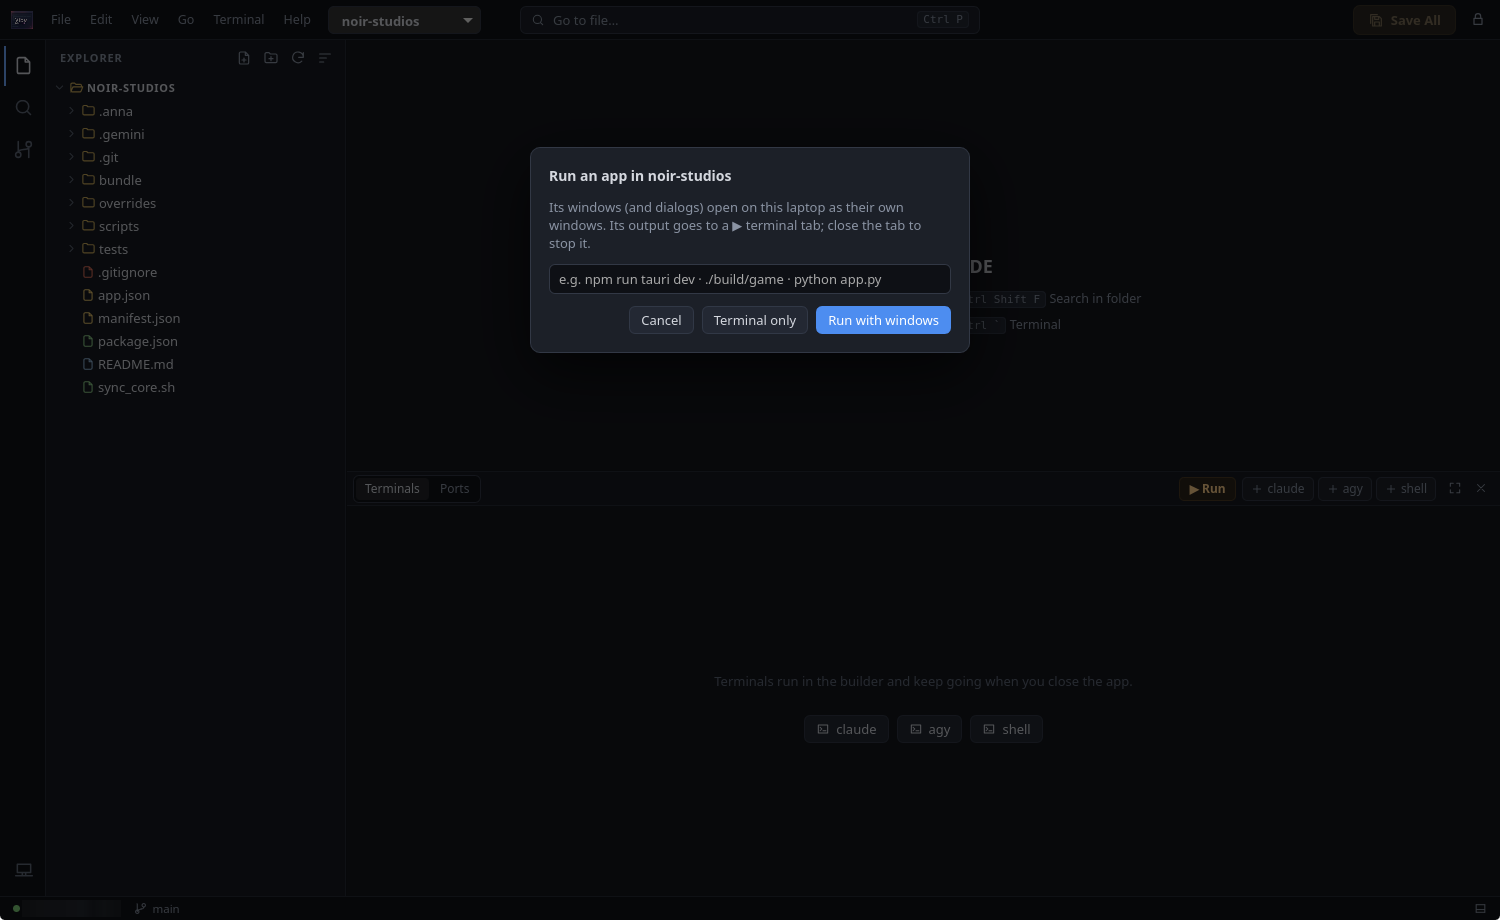 File Edit View Go Terminal Help noir-studios Go to file... Ctrl P Save All
EXPLORER
NOIR-STUDIOS
.anna
.gemini
.git
bundle
overrides
scripts
tests
.gitignore
app.json
manifest.json
package.json
README.md
sync_core.sh
Run an app in noir-studios
Its windows (and dialogs) open on this laptop as their own
windows. Its output goes to a ▶ terminal tab; close the tab to
stop it.
e.g. npm run tauri dev · ./build/game · python app.py
Cancel Terminal only Run with windows
DE
Shift F Search in folder
` Terminal
Terminals Ports ▶ Run + claude + agy + shell
Terminals run in the builder and keep going when you close the app.
claude agy shell
main